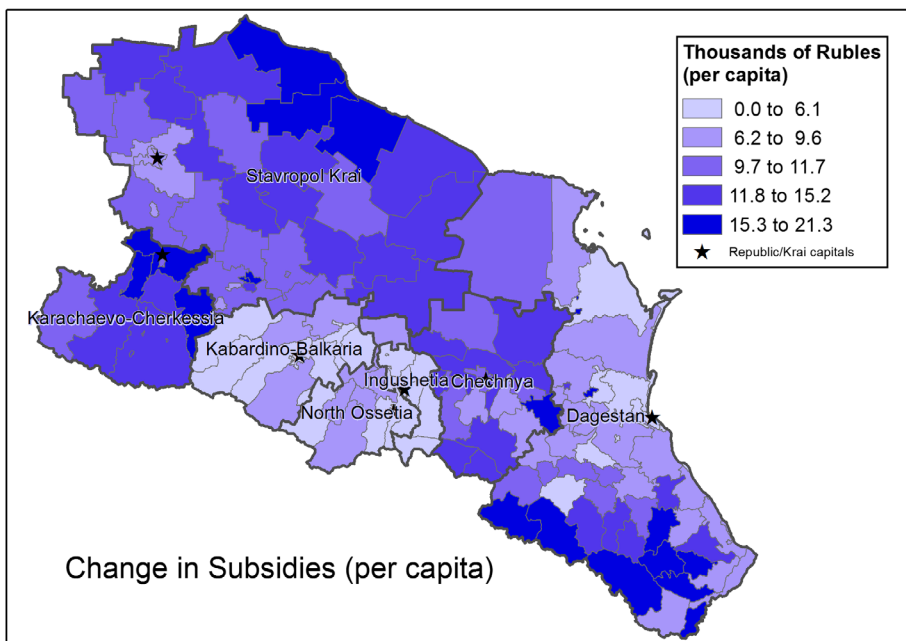 Thousands of Rubles
(per capita)
0.0 to 6.1
6.2 to 9.6
9.7 to 11.7
11.8 to 15.2
15.3 to 21.3
Republic/Krai capitals
Stavropol Krai
Karachaevo-Cherkessia
Kabardino-Balkaria
Ingushetia
Chechnya
North Ossetia
Dagestan
Change in Subsidies (per capita)